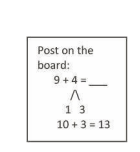 Post on the
board:
9 + 4 = ___
1 3
10 + 3 = 13